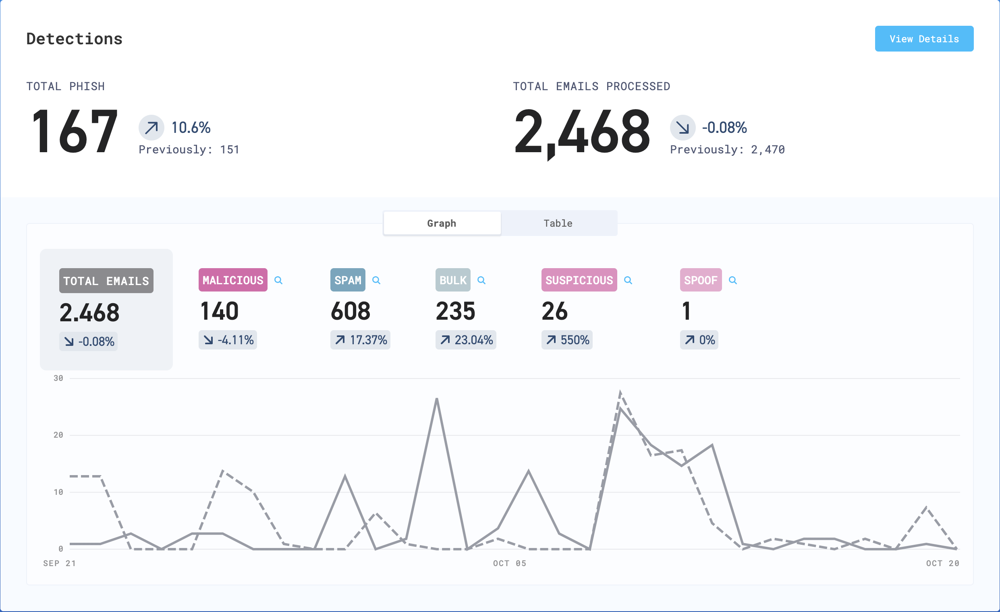 Detections
View Details
TOTAL PHISH
167
10.6%
Previously: 151
TOTAL EMAILS PROCESSED
2,468
-0.08%
Previously: 2,470
Graph
Table
TOTAL EMAILS
2.468
-0.08%
MALICIOUS
140
-4.11%
SPAM
608
17.37%
BULK
235
23.04%
SUSPICIOUS
26
550%
SPOOF
1
0%
30
20
10
0
SEP 21
OCT 05
OCT 20